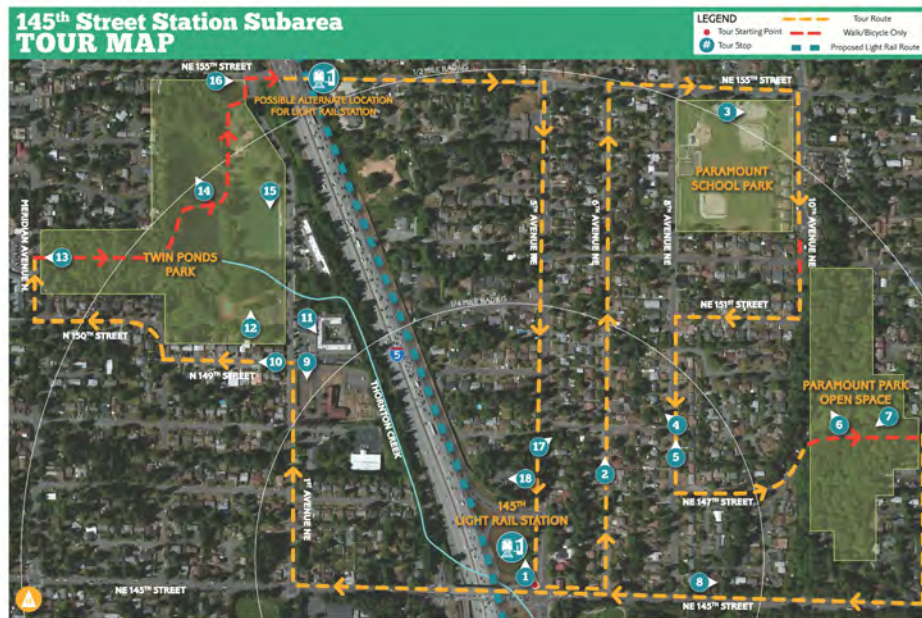 145th Street Station Subarea
TOUR MAP
LEGEND
Tour Starting Point
# Tour Stop
Tour Route
Walk/Bicycle Only
Proposed Light Rail Route
NE 155TH STREET
16
POSSIBLE ALTERNATE LOCATION
FOR LIGHT RAIL STATION
1/2 MILE RADIUS
NE 155TH STREET
3
PARAMOUNT
SCHOOL PARK
14
15
MERIDIAN AVENUE N
5TH AVENUE NE
6TH AVENUE NE
8TH AVENUE NE
10TH AVENUE NE
13
TWIN PONDS
PARK
1/4 MILE RADIUS
NE 151ST STREET
N 150TH STREET
12
11
5
10
9
N 149TH STREET
THORNTON CREEK
PARAMOUNT PARK
OPEN SPACE
4
6
7
17
5
2
18
1ST AVENUE NE
NE 147TH STREET
145TH
LIGHT RAIL STATION
1
8
NE 145TH STREET
NE 145TH STREET